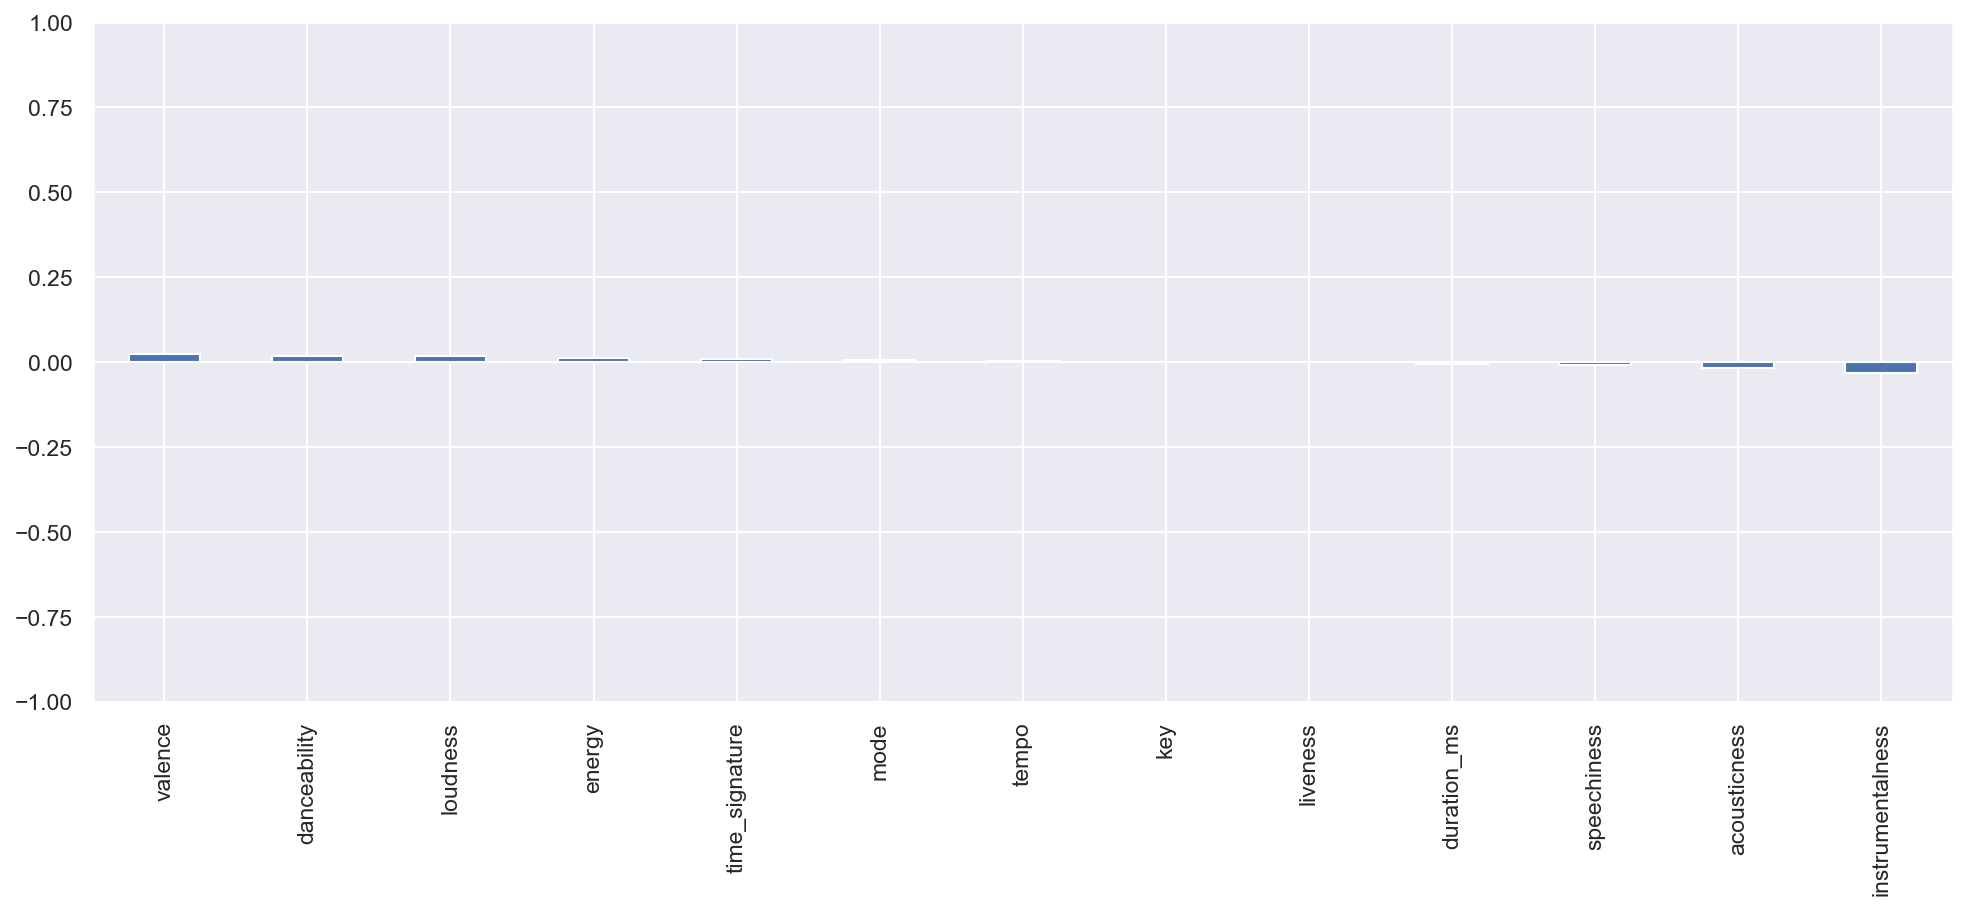 1.00
0.75
0.50
0.25
0.00
−0.25
−0.50
−0.75
−1.00
valence
danceability
loudness
energy
time_signature
mode
tempo
key
liveness
duration_ms
speechiness
acousticness
instrumentalness